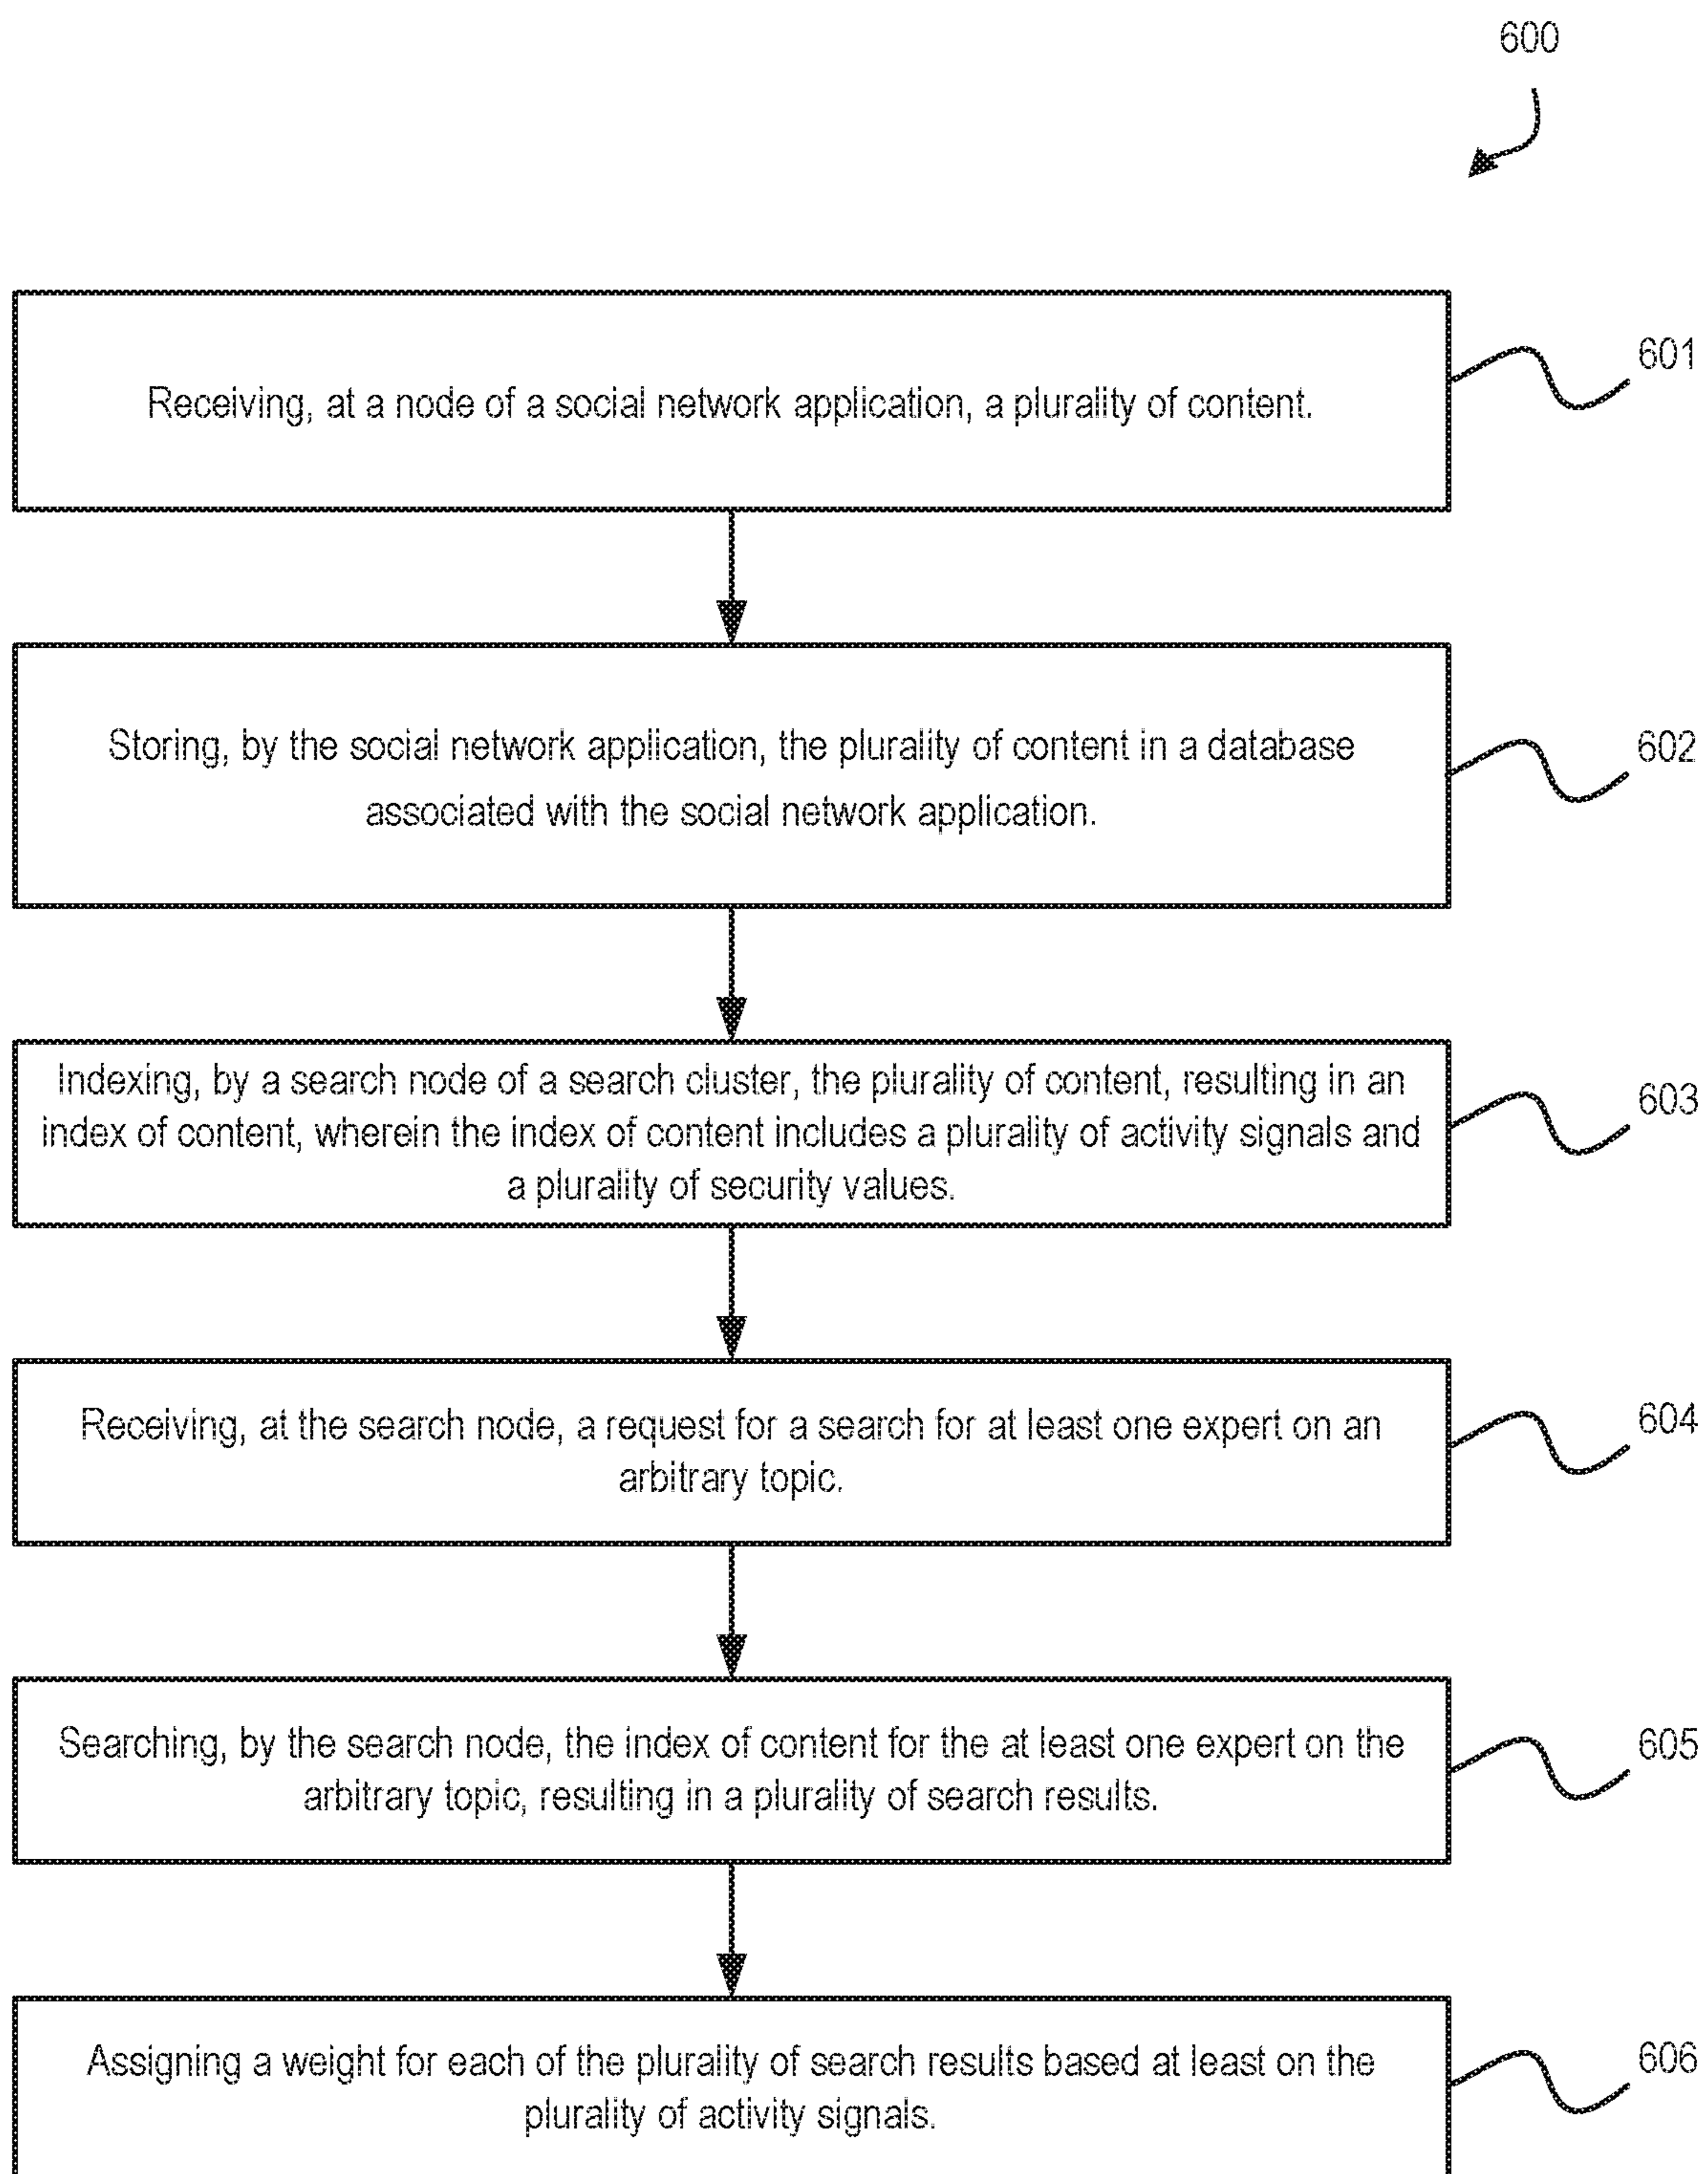 600
Receiving, at a node of a social network application, a plurality of content.
601
Storing, by the social network application, the plurality of content in a database
associated with the social network application.
602
Indexing, by a search node of a search cluster, the plurality of content, resulting in an
index of content, wherein the index of content includes a plurality of activity signals and
a plurality of security values.
603
Receiving, at the search node, a request for a search for at least one expert on an
arbitrary topic.
604
Searching, by the search node, the index of content for the at least one expert on the
arbitrary topic, resulting in a plurality of search results.
605
Assigning a weight for each of the plurality of search results based at least on the
plurality of activity signals.
606